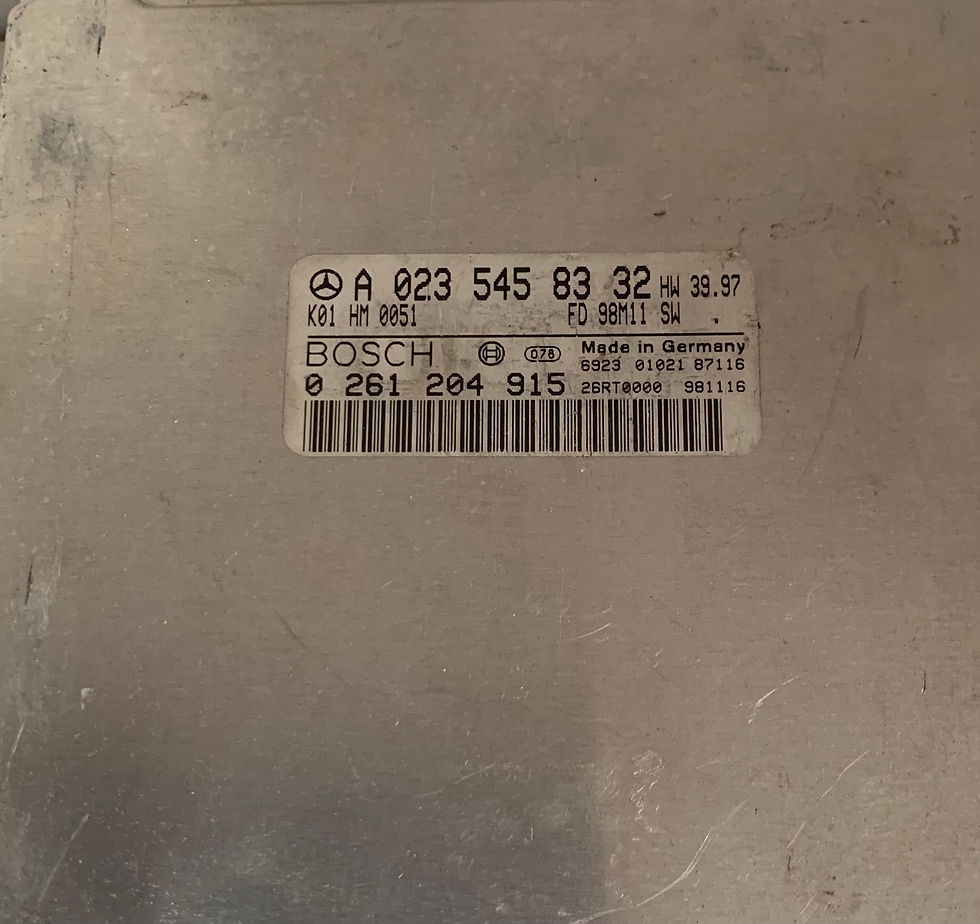 A 023 545 83 32 HW 39.97
K01 HM 0051 FD 98M11 SW .
BOSCH H 078 Made in Germany
6923 01021 87116
0 261 204 915 26RT0000 981116